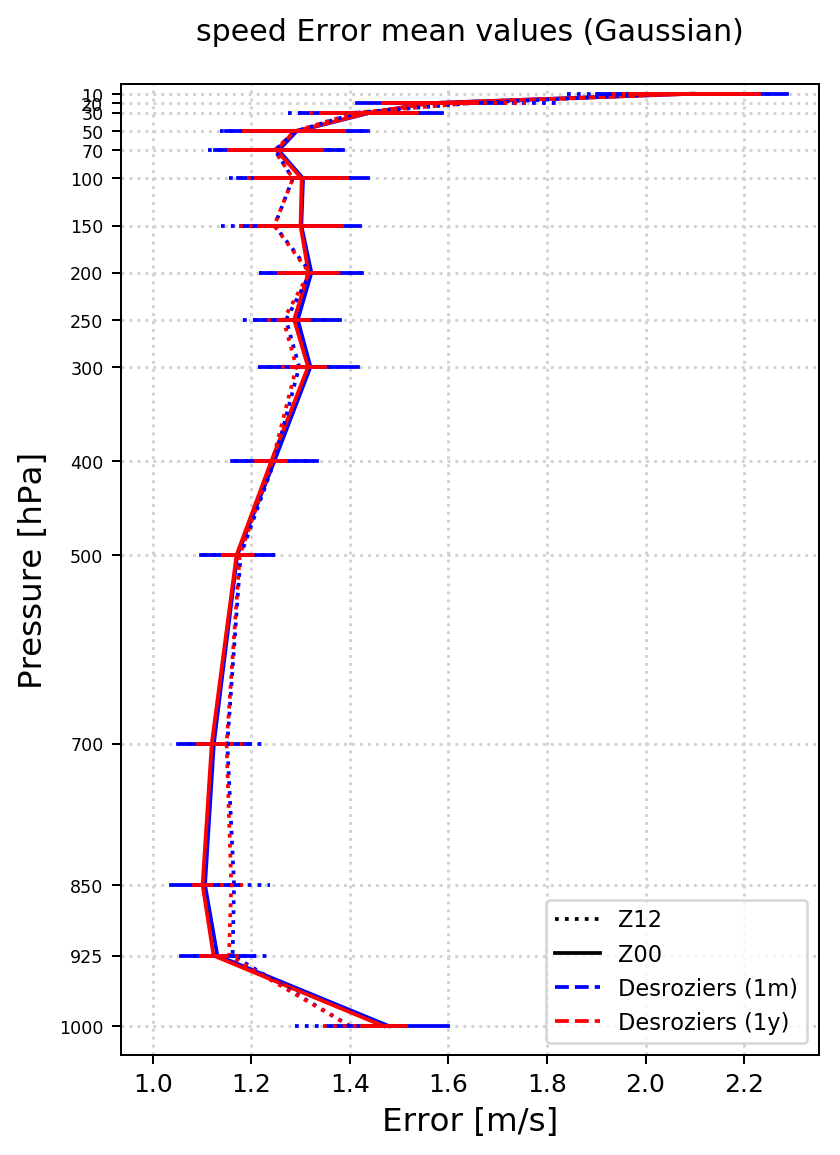 speed Error mean values (Gaussian)
10
20
30
50
70
100
150
200
250
300
400
500
700
850
925
1000
Pressure [hPa]
Z12
Z00
Desroziers (1m)
Desroziers (1y)
1.0 1.2 1.4 1.6 1.8 2.0 2.2
Error [m/s]